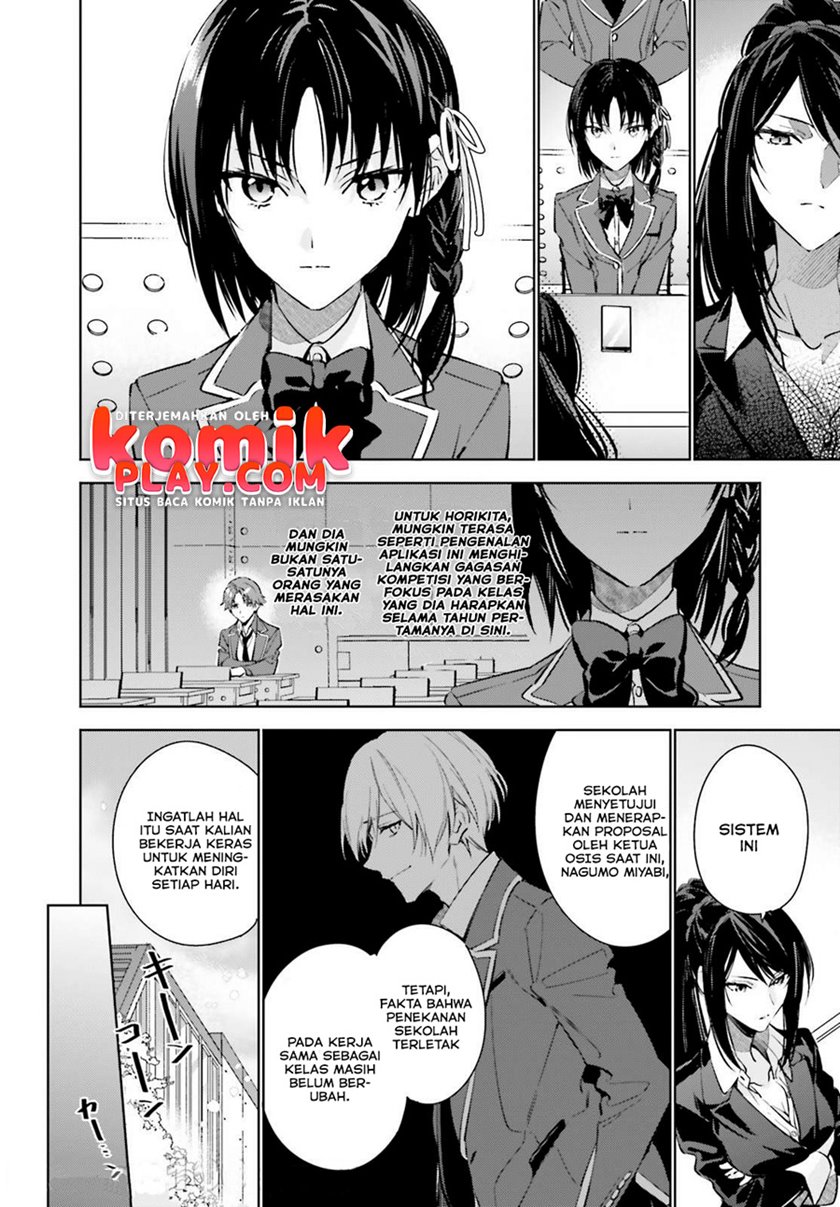 DITERJEMAHKAN OLEH
komik
PLAY.COM
SITUS BACA KOMIK TANPA IKLAN
UNTUK HORIKITA,
MUNGKIN TERASA
SEPERTI PENGENALAN
APLIKASI INI MENGHI-
LANGKAN GAGASAN
KOMPETISI YANG BER-
FOKUS PADA KELAS
YANG DIA HARAPKAN
SELAMA TAHUN PER-
TAMANYA DI SINI.
DAN DIA
MUNGKIN
BUKAN SATU-
SATUNYA
ORANG YANG
MERASAKAN
HAL INI.
SISTEM
INI
SEKOLAH
MENYETUJUI
DAN MENERAP-
KAN PROPOSAL
OLEH KETUA
OSIS SAAT INI,
NAGUMO MIYABI,
TETAPI,
FAKTA BAHWA
PENEKANAN
SEKOLAH
TERLETAK
PADA KERJA
SAMA SEBAGAI
KELAS MASIH
BELUM BER-
UBAH.
INGATLAH HAL
ITU SAAT KALIAN
BEKERJA KERAS
UNTUK MENING-
KATKAN DIRI
SETIAP HARI.
キーン
コーン
カーン